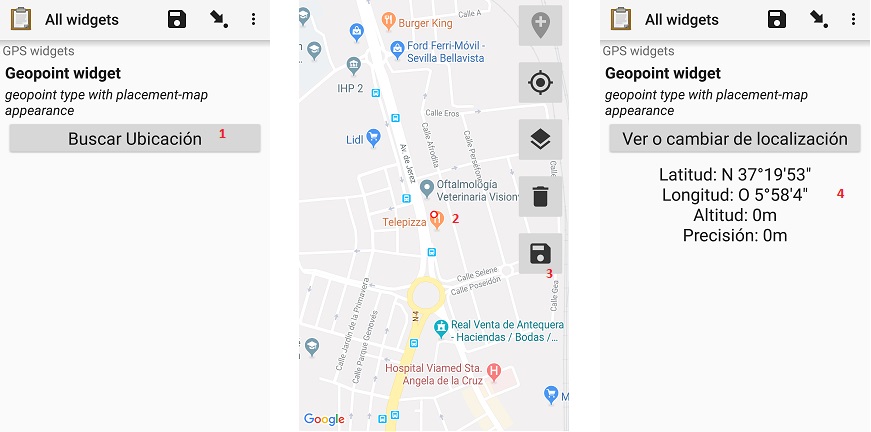 All widgets
GPS widgets
Geopoint widget
geopoint type with placement-map
appearance
Buscar Ubicación 1
Burger King
Calle A
Ford Ferri-Móvil -
Sevilla Bellavista
IHP 2
Calle Eros
Lidl
Av. de Jerez
Calle Afrodita
Calle Perséfone
Oftalmología
Veterinaria Vision
Telepizza
2
3
Calle Selene
Calle Poseidón
Calle Gea
N-4
Calle Jardín de la Primavera
Calle Parque Genovés
Real Venta de Antequera
- Haciendas / Bodas /...
Hospital Viamed Sta.
Ángela de la Cruz
M
Google
All widgets
GPS widgets
Geopoint widget
geopoint type with placement-map
appearance
Ver o cambiar de localización
Latitud: N 37°19'53"
Longitud: O 5°58'4" 4
Altitud: 0m
Precisión: 0m